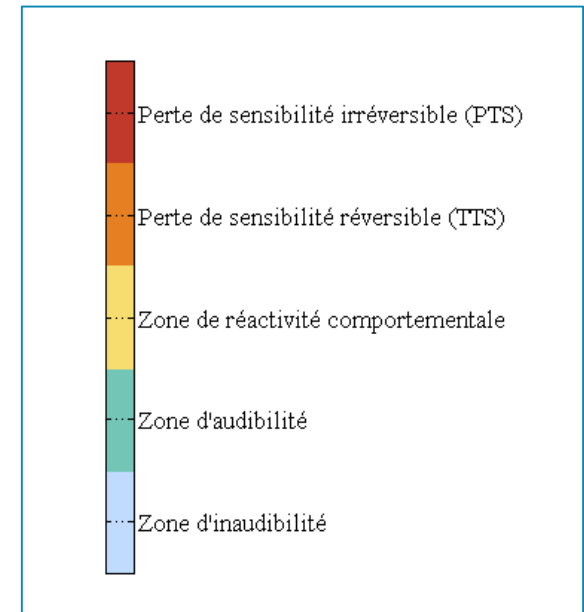 Perte de sensibilité irréversible (PTS)
Perte de sensibilité réversible (TTS)
Zone de réactivité comportementale
Zone d'audibilité
Zone d'inaudibilité